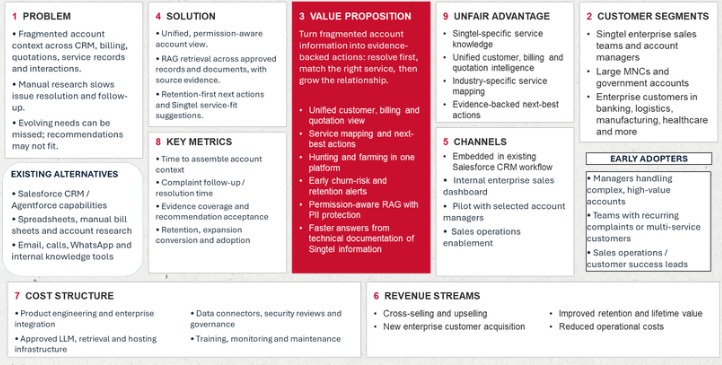 1 PROBLEM
• Fragmented account
context across CRM, billing,
quotations, service records
and interactions.
• Manual research slows
issue resolution and follow-
up.
• Evolving needs can be
missed; recommendations
may not fit.
EXISTING ALTERNATIVES
• Salesforce CRM /
Agentforce capabilities
• Spreadsheets, manual bill
sheets and account research
• Email, calls, WhatsApp and
internal knowledge tools
4 SOLUTION
• Unified, permission-aware
account view.
• RAG retrieval across approved
records and documents, with
source evidence.
• Retention-first next actions
and Singtel service-fit
suggestions.
8 KEY METRICS
• Time to assemble account
context
• Complaint follow-up /
resolution time
• Evidence coverage and
recommendation acceptance
• Retention, expansion
conversion and adoption
3 VALUE PROPOSITION
Turn fragmented account
information into evidence-
backed actions: resolve first,
match the right service, then
grow the relationship.
• Unified customer, billing and
quotation view
• Service mapping and next-
best actions
• Hunting and farming in one
platform
• Early churn-risk and
retention alerts
• Permission-aware RAG with
PII protection
• Faster answers from
technical documentation of
Singtel information
9 UNFAIR ADVANTAGE
• Singtel-specific service
knowledge
• Unified customer, billing and
quotation intelligence
• Industry-specific service
mapping
• Evidence-backed next-best
actions
5 CHANNELS
• Embedded in existing
Salesforce CRM workflow
• Internal enterprise sales
dashboard
• Pilot with selected account
managers
• Sales operations
enablement
2 CUSTOMER SEGMENTS
• Singtel enterprise sales
teams and account
managers
• Large MNCs and
government accounts
• Enterprise customers in
banking, logistics,
manufacturing, healthcare
and more
EARLY ADOPTERS
• Managers handling
complex, high-value
accounts
• Teams with recurring
complaints or multi-service
customers
• Sales operations /
customer success leads
7 COST STRUCTURE
• Product engineering and enterprise
integration
• Approved LLM, retrieval and hosting
infrastructure
• Data connectors, security reviews and
governance
• Training, monitoring and maintenance
6 REVENUE STREAMS
• Cross-selling and upselling
• New enterprise customer acquisition
• Improved retention and lifetime value
• Reduced operational costs